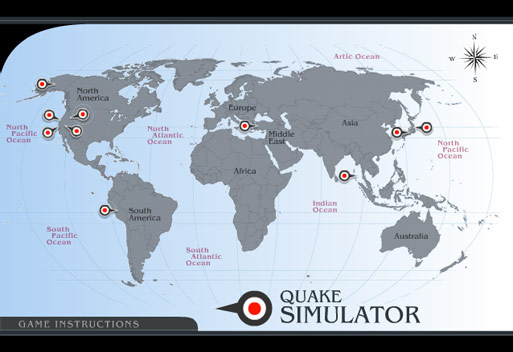 Artic Ocean
N
W
E
S
North
America
Europe
Asia
Middle
East
North
Pacific
Ocean
North
Atlantic
Ocean
North
Pacific
Ocean
Africa
Indian
Ocean
South
America
South
Pacific
Ocean
Australia
South
Atlantic
Ocean
QUAKE
SIMULATOR
GAME INSTRUCTIONS